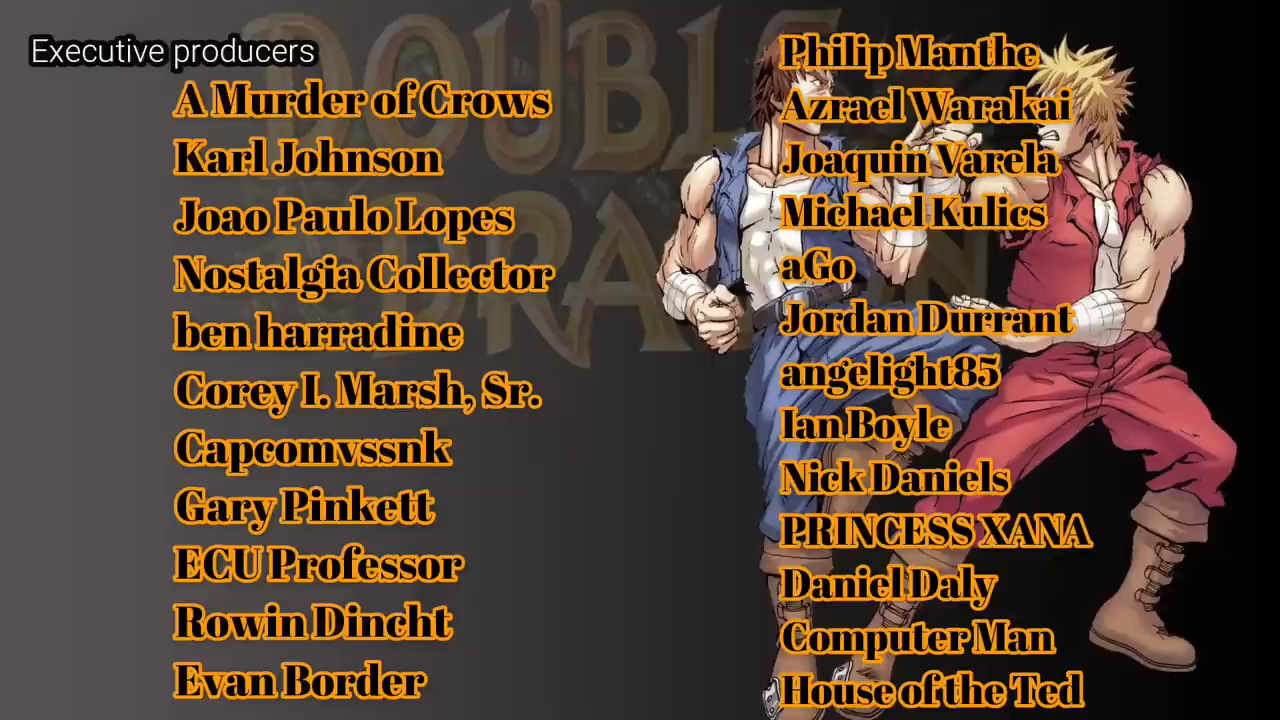 Executive producers
A Murder of Crows
Karl Johnson
Joao Paulo Lopes
Nostalgia Collector
ben harradine
Corey I. Marsh, Sr.
Capcomvssnk
Gary Pinkett
ECU Professor
Rowin Dincht
Evan Border
Philip Manthe
Azrael Warakai
Joaquin Varela
Michael Kulics
aGo
Jordan Durrant
angelight85
Ian Boyle
Nick Daniels
PRINCESS XANA
Daniel Daly
Computer Man
House of the Ted
DOUBLE
DRAGON